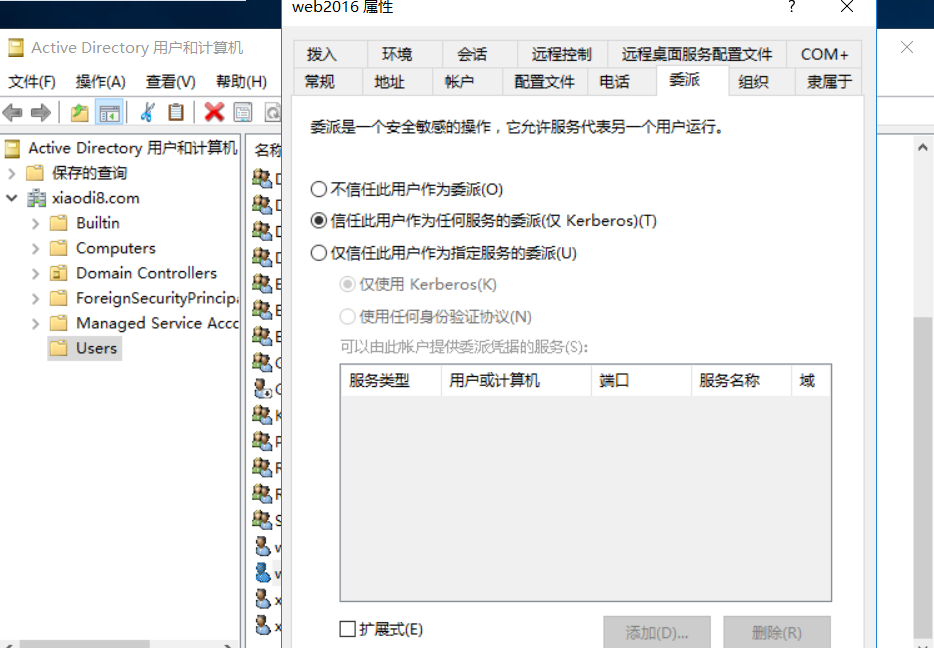 web2016 属性
?
Active Directory 用户和计算机
文件(F) 操作(A) 查看(V) 帮助(H)
Active Directory 用户和计算机
保存的查询
xiaodi8.com
Builtin
Computers
Domain Controllers
ForeignSecurityPrincipa
Managed Service Acco
Users
名称
拨入 环境 会话 远程控制 远程桌面服务配置文件 COM+
常规 地址 帐户 配置文件 电话 委派 组织 隶属于
委派是一个安全敏感的操作，它允许服务代表另一个用户运行。
不信任此用户作为委派(O)
信任此用户作为任何服务的委派(仅 Kerberos)(T)
仅信任此用户作为指定服务的委派(U)
仅使用 Kerberos(K)
使用任何身份验证协议(N)
可以由此帐户提供委派凭据的服务(S):
服务类型 用户或计算机 端口 服务名称 域
扩展式(E)
添加(D)... 删除(R)